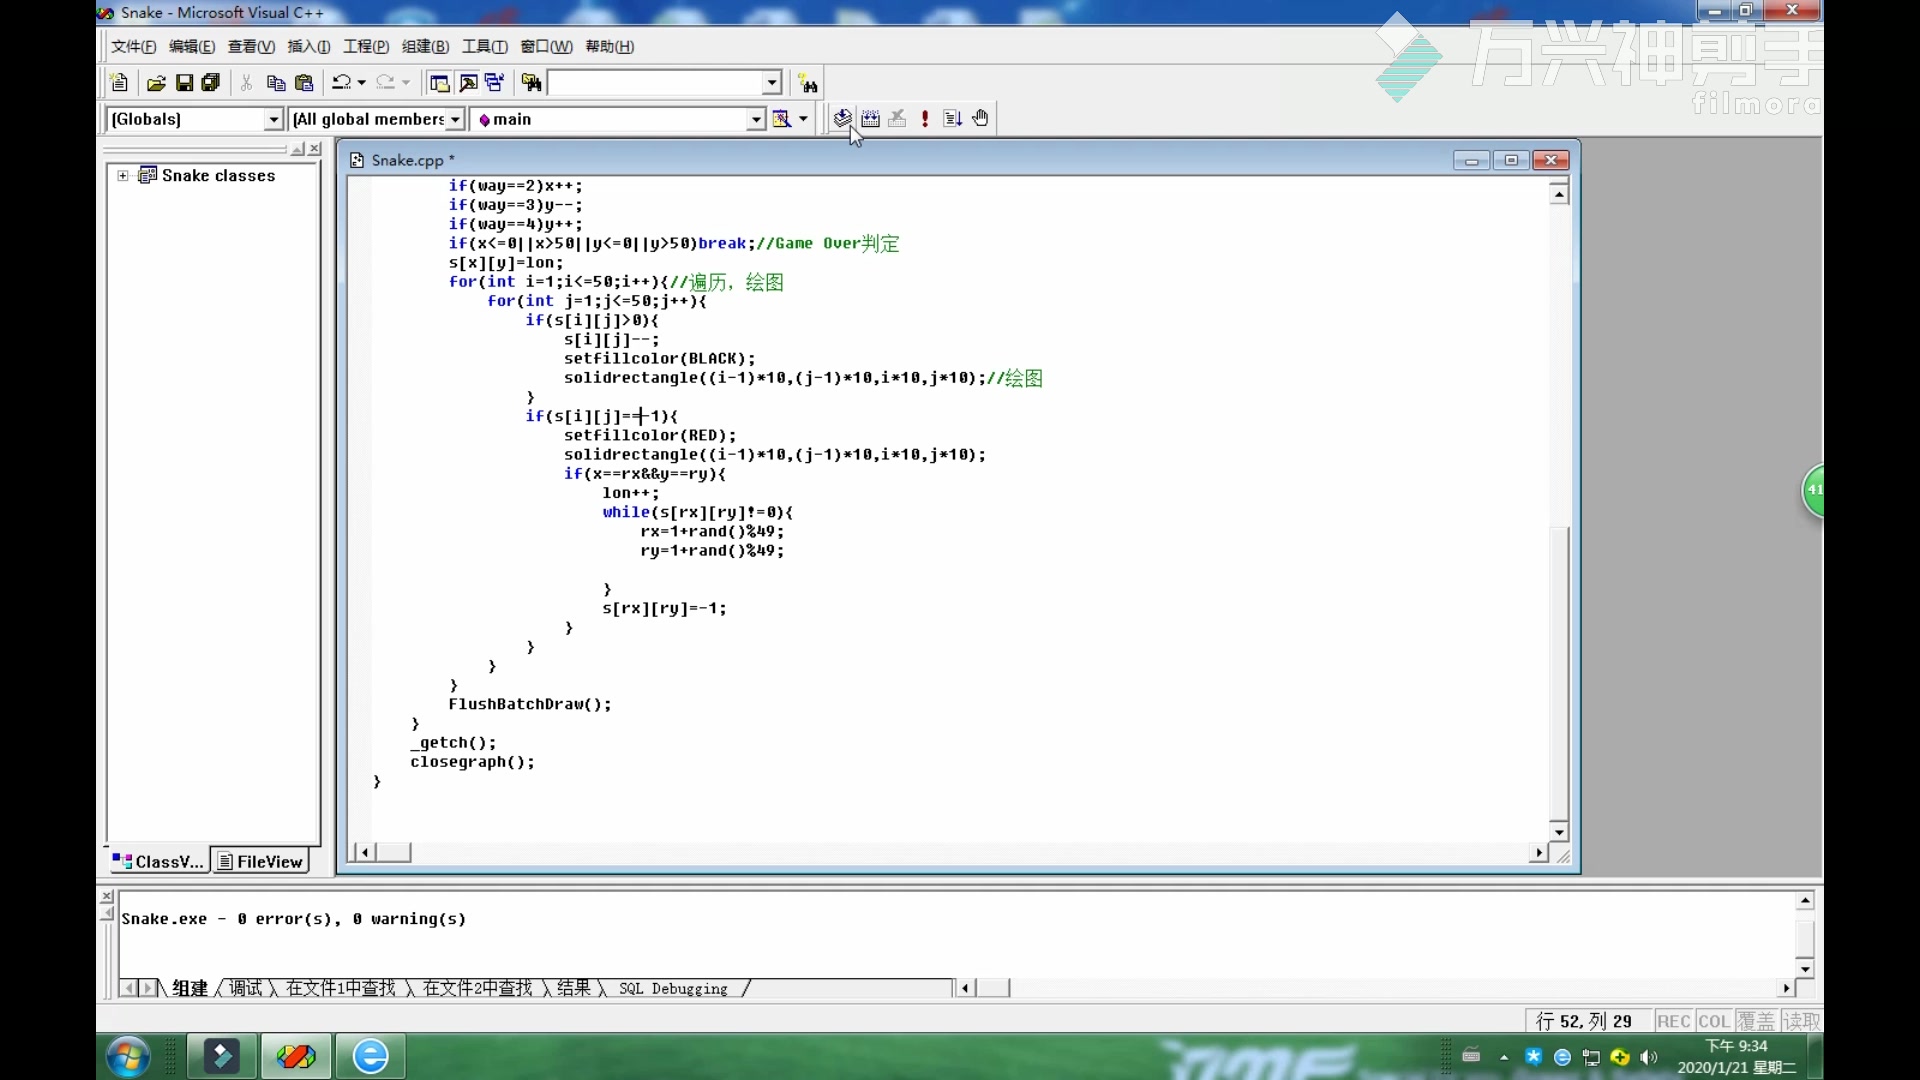 Snake - Microsoft Visual C++
文件(F) 编辑(E) 查看(V) 插入(I) 工程(P) 组建(B) 工具(T) 窗口(W) 帮助(H)
万兴神剪手
filmora
(Globals) (All global members main
Snake.cpp *
Snake classes
if(way==2)x++;
if(way==3)y--;
if(way==4)y++;
if(x<=0||x>50||y<=0||y>50)break;//Game Over判定
s[x][y]=lon;
for(int i=1;i<=50;i++){//遍历，绘图
for(int j=1;j<=50;j++){
if(s[i][j]>0){
s[i][j]--;
setfillcolor(BLACK);
solidrectangle((i-1)*10,(j-1)*10,i*10,j*10);//绘图
}
if(s[i][j]==-1){
setfillcolor(RED);
solidrectangle((i-1)*10,(j-1)*10,i*10,j*10);
if(x==rx&&y==ry){
lon++;
while(s[rx][ry]!=0){
rx=1+rand()%49;
ry=1+rand()%49;
}
s[rx][ry]=-1;
}
}
}
}
FlushBatchDraw();
}
_getch();
closegraph();
}
41
ClassV... FileView
Snake.exe - 0 error(s), 0 warning(s)
组建 调试 在文件1中查找 在文件2中查找 结果 SQL Debugging
行 52, 列 29 REC COL 覆盖 读取
下午 9:34
2020/1/21 星期二